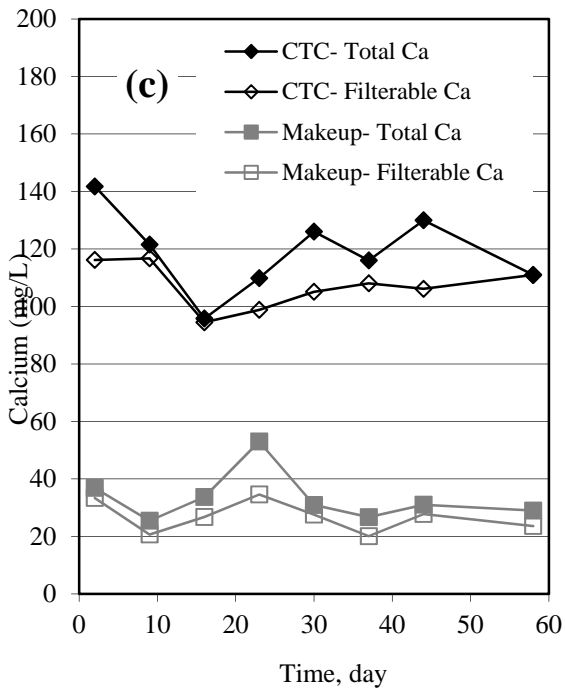 200
180
160
140
120
100
80
60
40
20
0
Calcium (mg/L)
(c)
CTC- Total Ca
CTC- Filterable Ca
Makeup- Total Ca
Makeup- Filterable Ca
0 10 20 30 40 50 60
Time, day